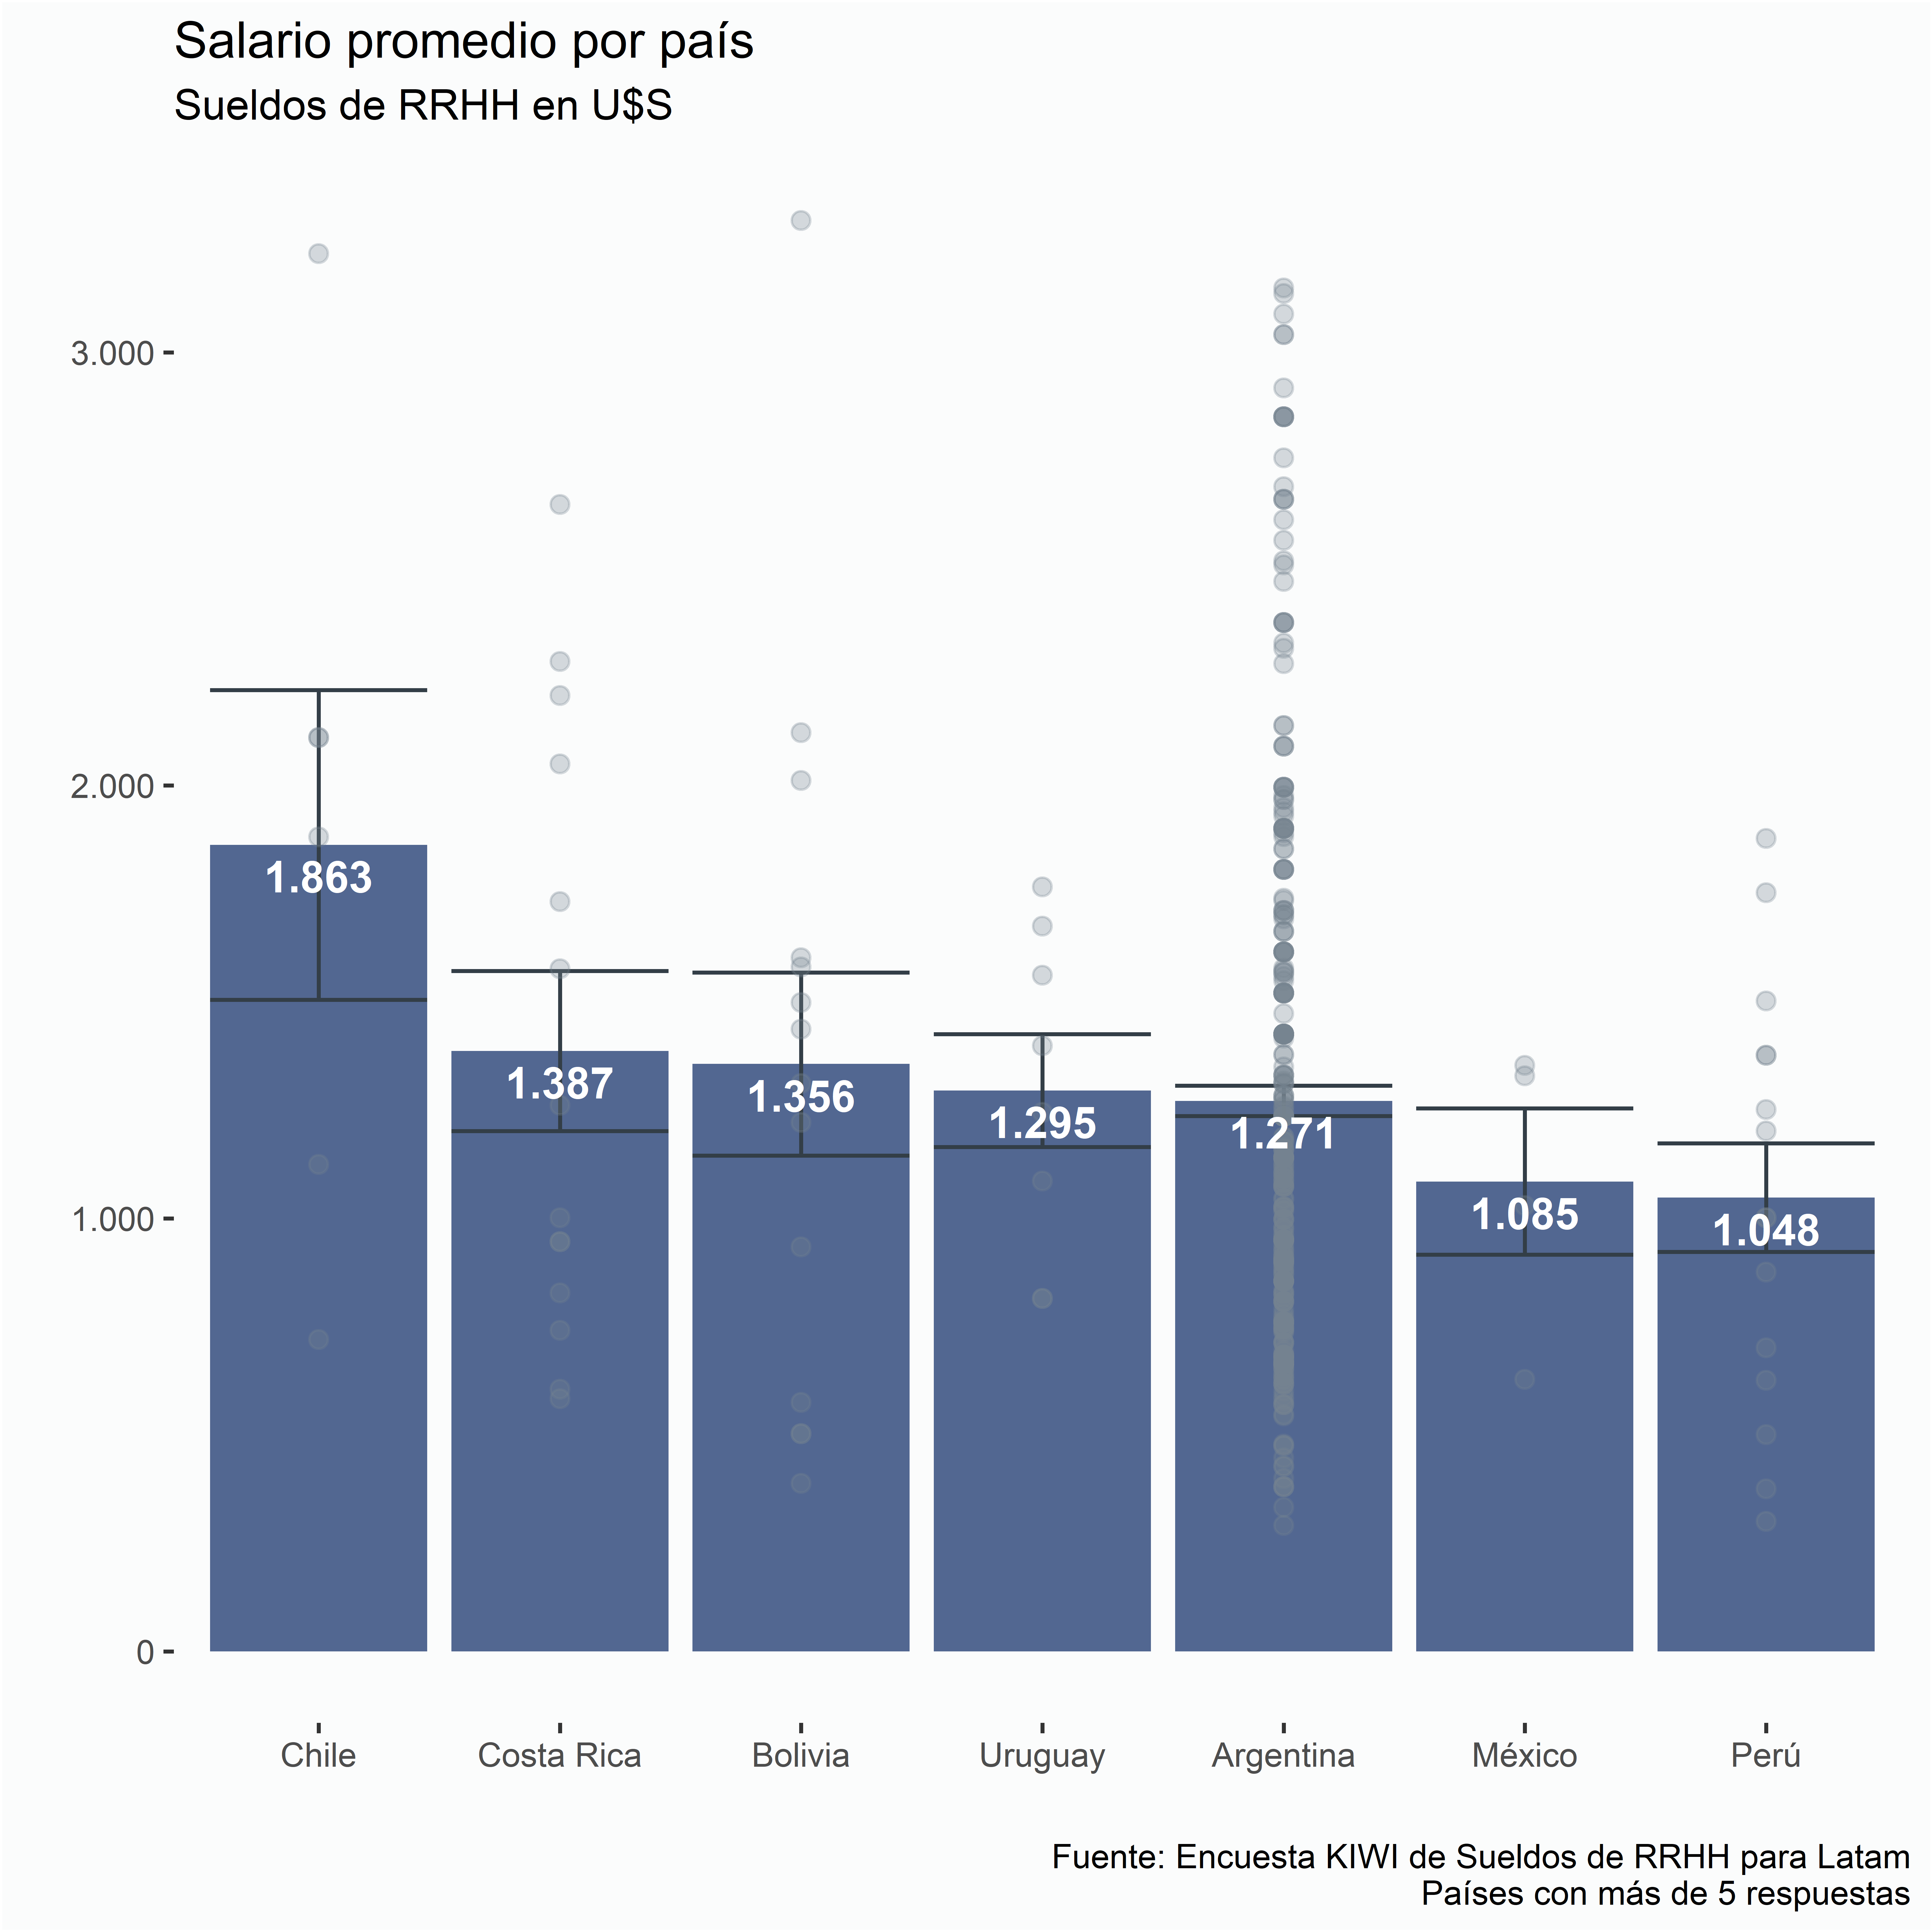 Salario promedio por país
Sueldos de RRHH en U$S
3.000
2.000
1.000
0
1.863
1.387
1.356
1.295
1.271
1.085
1.048
Chile
Costa Rica
Bolivia
Uruguay
Argentina
México
Perú
Fuente: Encuesta KIWI de Sueldos de RRHH para Latam
Países con más de 5 respuestas